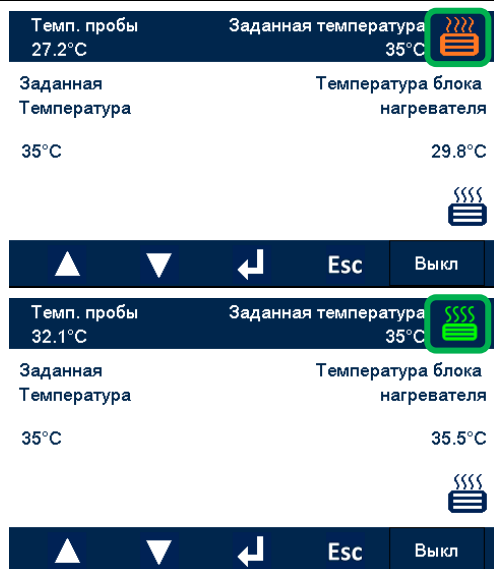 Темп. пробы Заданная температура
27.2°C 35°C
Заданная Температура блока
Температура нагревателя
35°C 29.8°C
Esc Выкл
Темп. пробы Заданная температура
32.1°C 35°C
Заданная Температура блока
Температура нагревателя
35°C 35.5°C
Esc Выкл